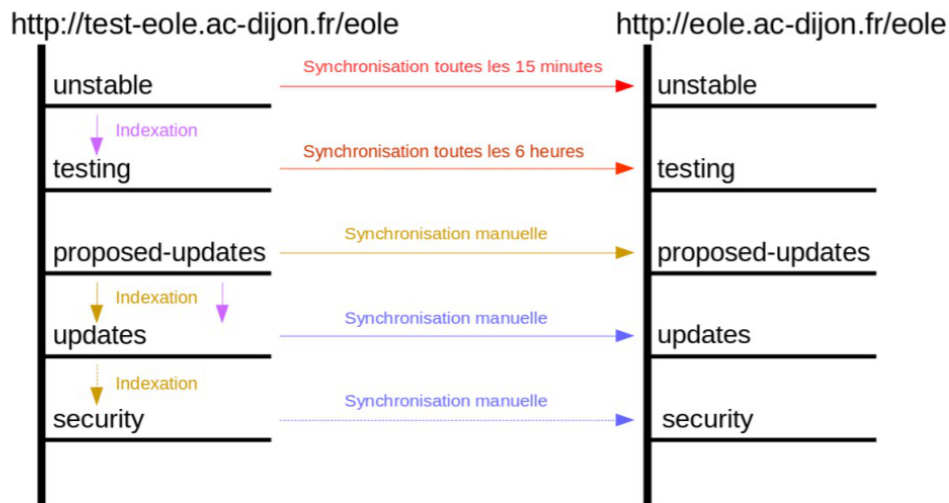 http://test-eole.ac-dijon.fr/eole
http://eole.ac-dijon.fr/eole
unstable
Synchronisation toutes les 15 minutes
unstable
Indexation
testing
Synchronisation toutes les 6 heures
testing
proposed-updates
Synchronisation manuelle
proposed-updates
Indexation
updates
Synchronisation manuelle
updates
Indexation
security
Synchronisation manuelle
security